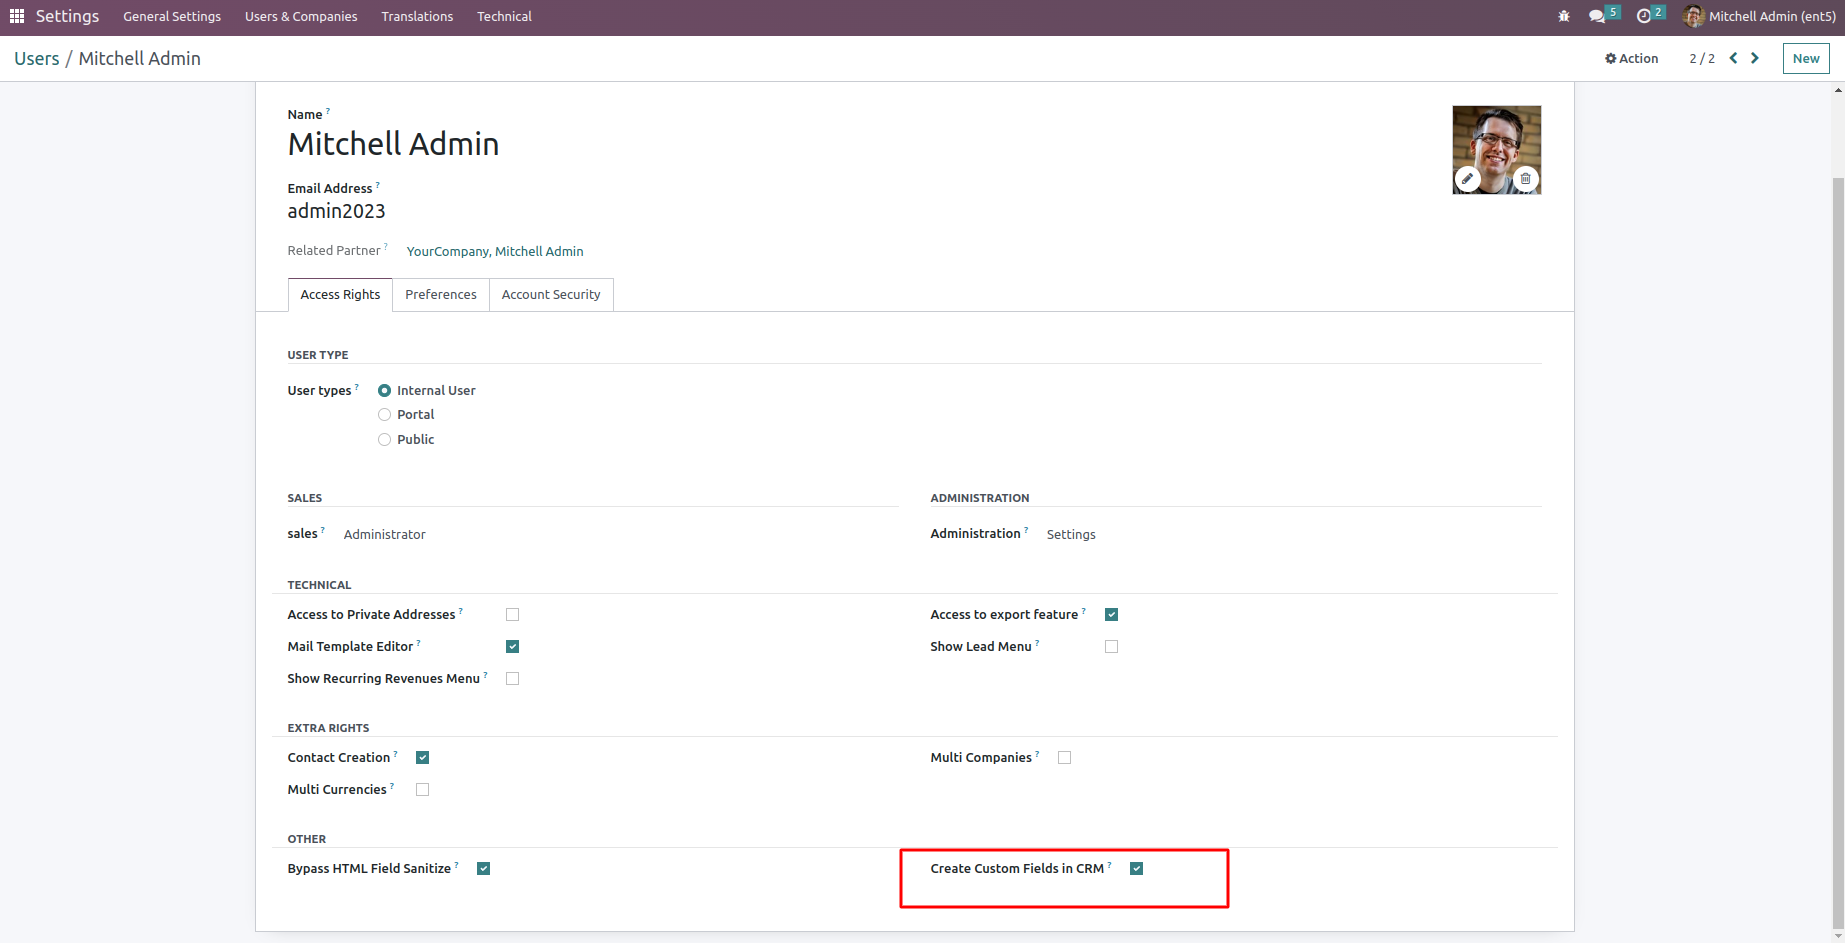 Settings General Settings Users & Companies Translations Technical 5 2 Mitchell Admin (ent5)
Users / Mitchell Admin Action 2 / 2 New
Name ?
Mitchell Admin
Email Address ?
admin2023
Related Partner ? YourCompany, Mitchell Admin
Access Rights Preferences Account Security
USER TYPE
User types ? Internal User
Portal
Public
SALES ADMINISTRATION
sales ? Administrator Administration ? Settings
TECHNICAL
Access to Private Addresses ? Access to export feature ?
Mail Template Editor ? Show Lead Menu ?
Show Recurring Revenues Menu ?
EXTRA RIGHTS
Contact Creation ? Multi Companies ?
Multi Currencies ?
OTHER
Bypass HTML Field Sanitize ? Create Custom Fields in CRM ?